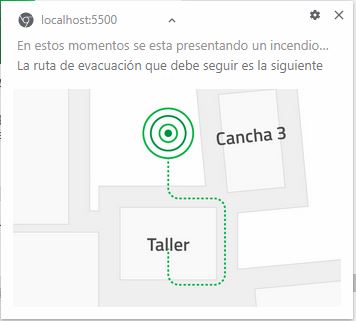 localhost:5500
En estos momentos se esta presentando un incendio...
La ruta de evacuación que debe seguir es la siguiente
Cancha 3
Taller